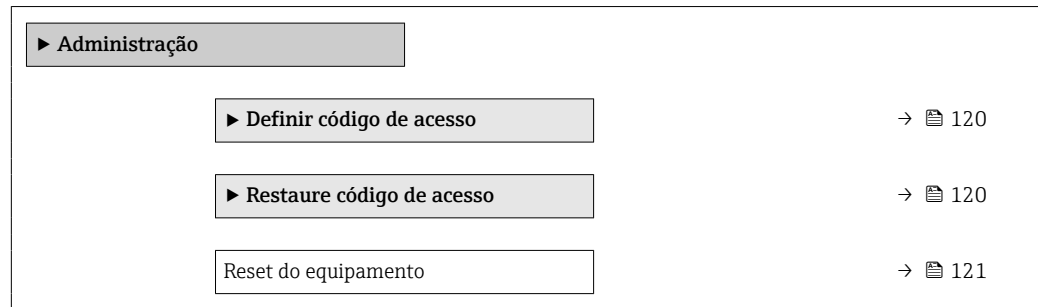 ▶ Administração
▶ Definir código de acesso → 120
▶ Restaure código de acesso → 120
Reset do equipamento → 121